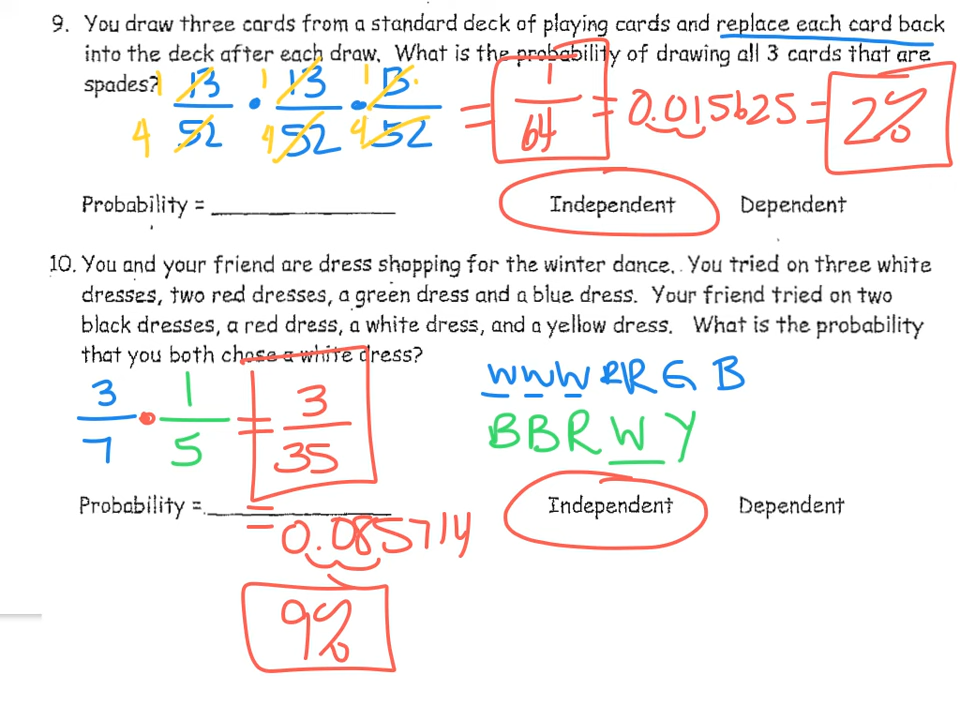 9. You draw three cards from a standard deck of playing cards and replace each card back
into the deck after each draw. What is the probability of drawing all 3 cards that are
spades? 1 13/52 4 · 1 13/52 4 · 1 13/52 4 = 1/64 = 0.015625 = 2%
Probability = ____ Independent Dependent
10. You and your friend are dress shopping for the winter dance. You tried on three white
dresses, two red dresses, a green dress and a blue dress. Your friend tried on two
black dresses, a red dress, a white dress, and a yellow dress. What is the probability
that you both chose a white dress?
W W W R R G B
3/7 · 1/5 = 3/35
B B R W Y
Probability = ____ Independent Dependent
= 0.085714
9%